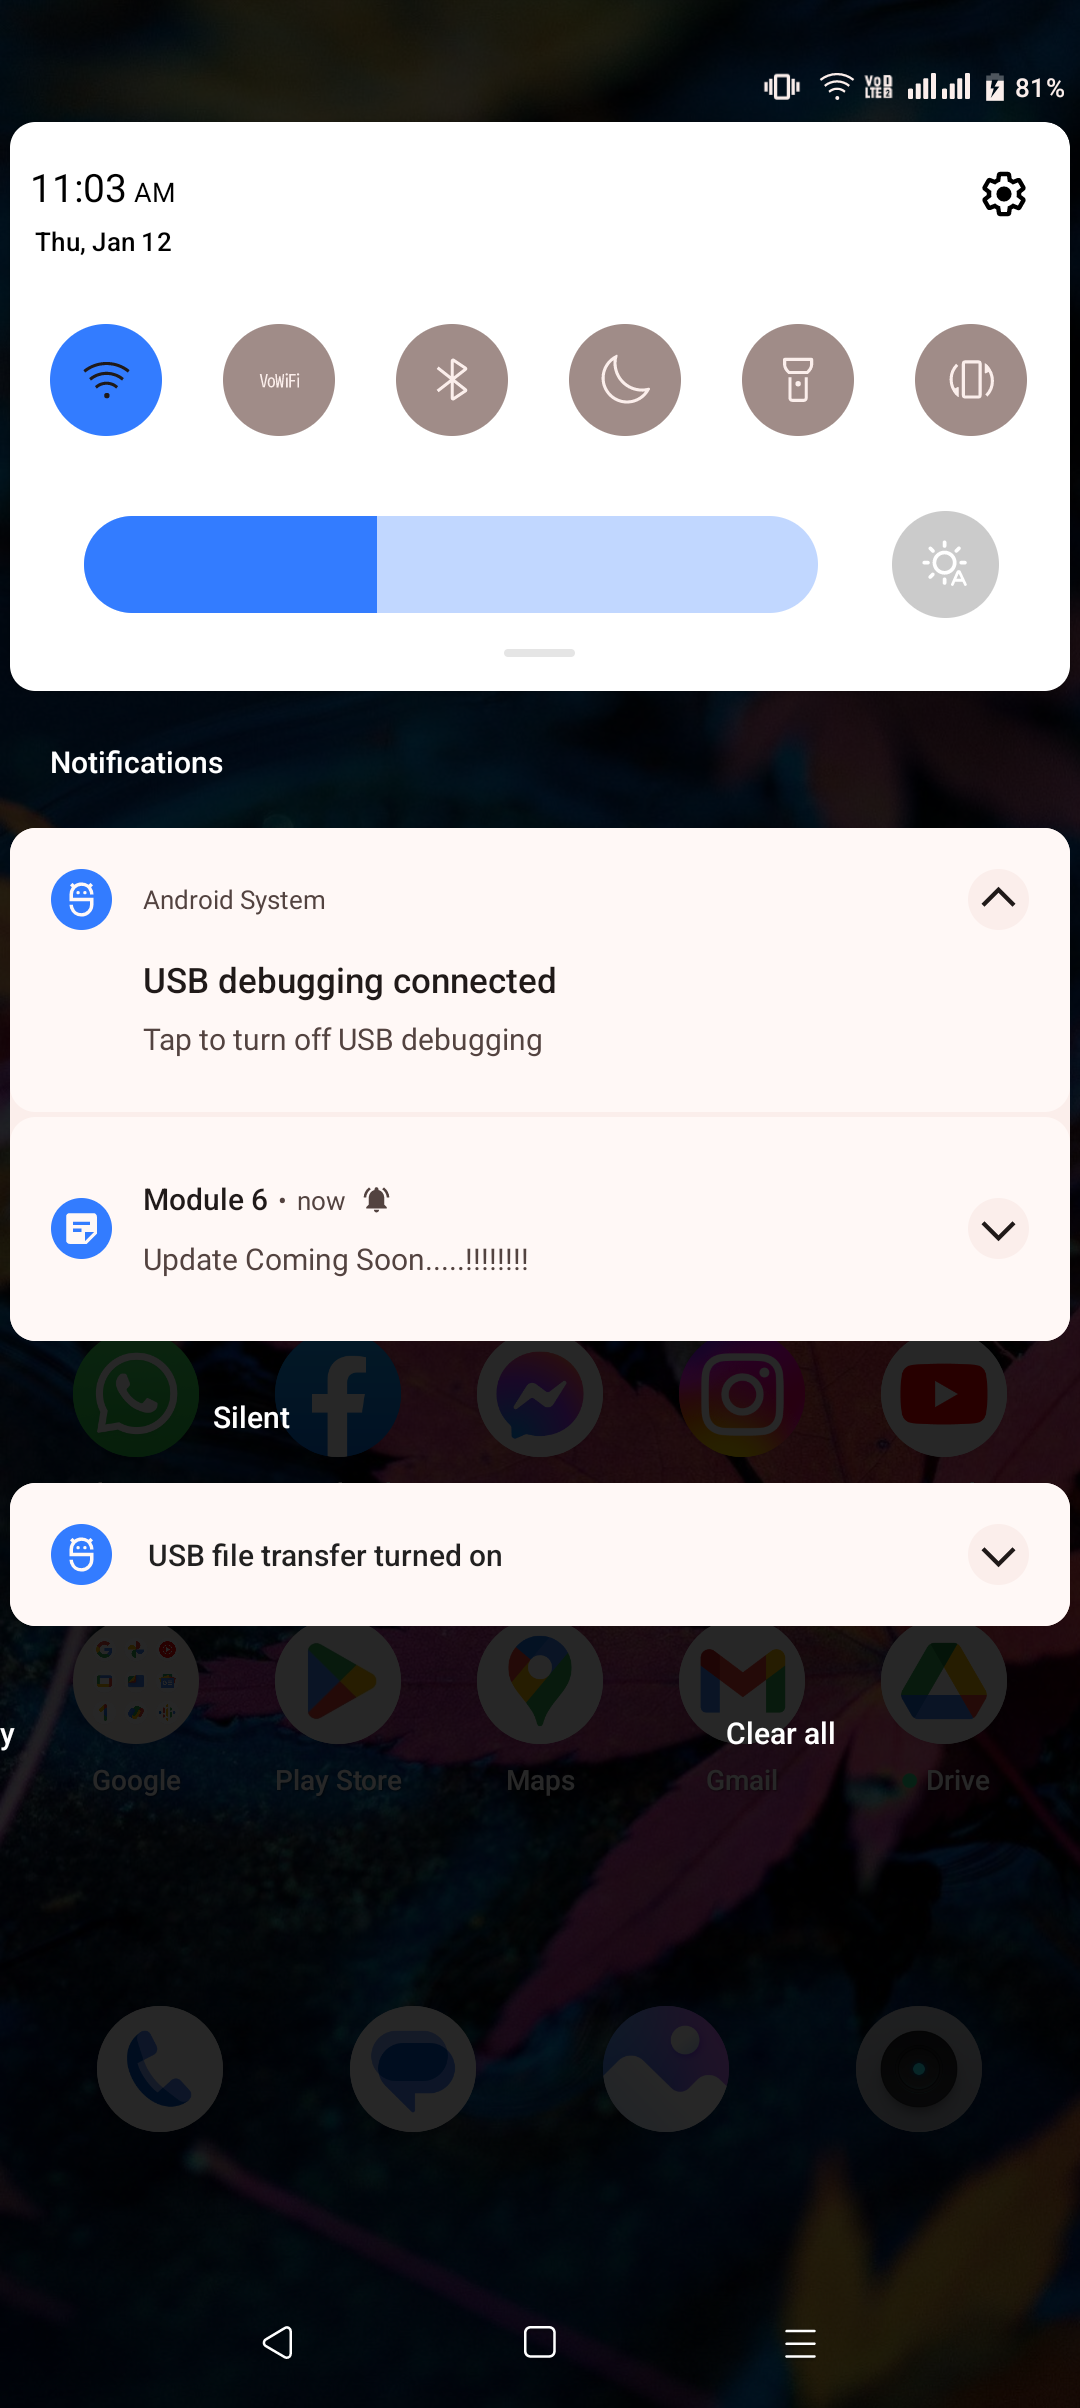 VoD
LTE2
81%
11:03 AM
Thu, Jan 12
VoWiFi
A
Notifications
Android System
USB debugging connected
Tap to turn off USB debugging
Module 6 • now
Update Coming Soon.....!!!!!!!!
Silent
USB file transfer turned on
y
Clear all
Google
Play Store
Maps
Gmail
Drive